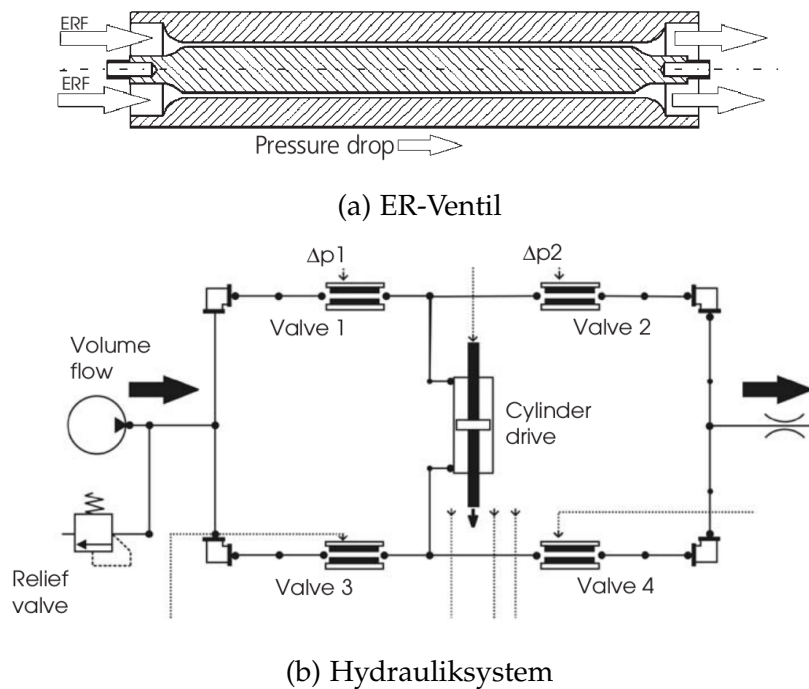 ERF
ERF
Pressure drop
(a) ER-Ventil
Δp1
Δp2
Valve 1
Valve 2
Volume
flow
Cylinder
drive
Relief
valve
Valve 3
Valve 4
(b) Hydrauliksystem